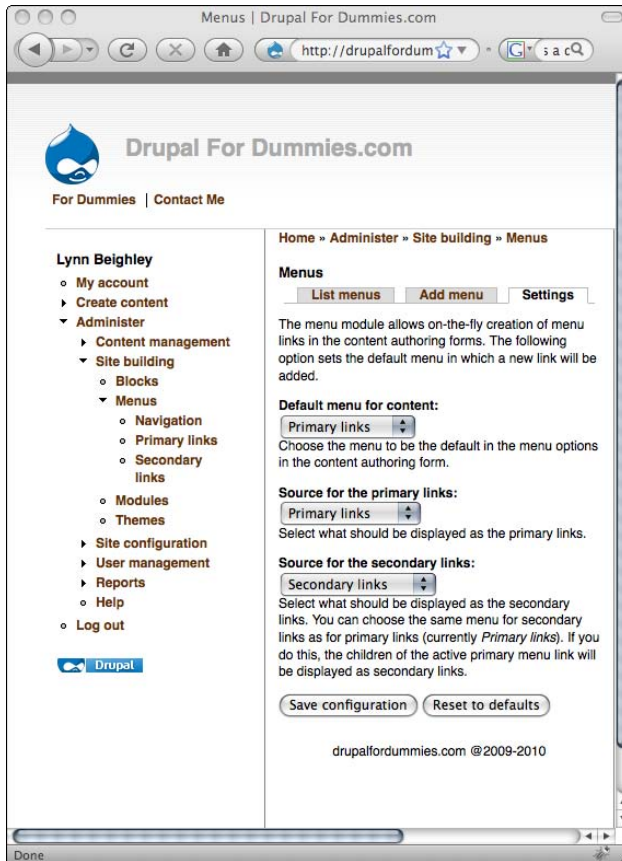 Menus | Drupal For Dummies.com
http://drupalfordum
G s a c
Drupal For Dummies.com
For Dummies | Contact Me
Lynn Beighley
My account
Create content
Administer
Content management
Site building
Blocks
Menus
Navigation
Primary links
Secondary
links
Modules
Themes
Site configuration
User management
Reports
Help
Log out
Drupal
Home » Administer » Site building » Menus
Menus
List menus Add menu Settings
The menu module allows on-the-fly creation of menu
links in the content authoring forms. The following
option sets the default menu in which a new link will be
added.
Default menu for content:
Primary links
Choose the menu to be the default in the menu options
in the content authoring form.
Source for the primary links:
Primary links
Select what should be displayed as the primary links.
Source for the secondary links:
Secondary links
Select what should be displayed as the secondary
links. You can choose the same menu for secondary
links as for primary links (currently Primary links). If you
do this, the children of the active primary menu link will
be displayed as secondary links.
Save configuration Reset to defaults
drupalfordummies.com @2009-2010
Done